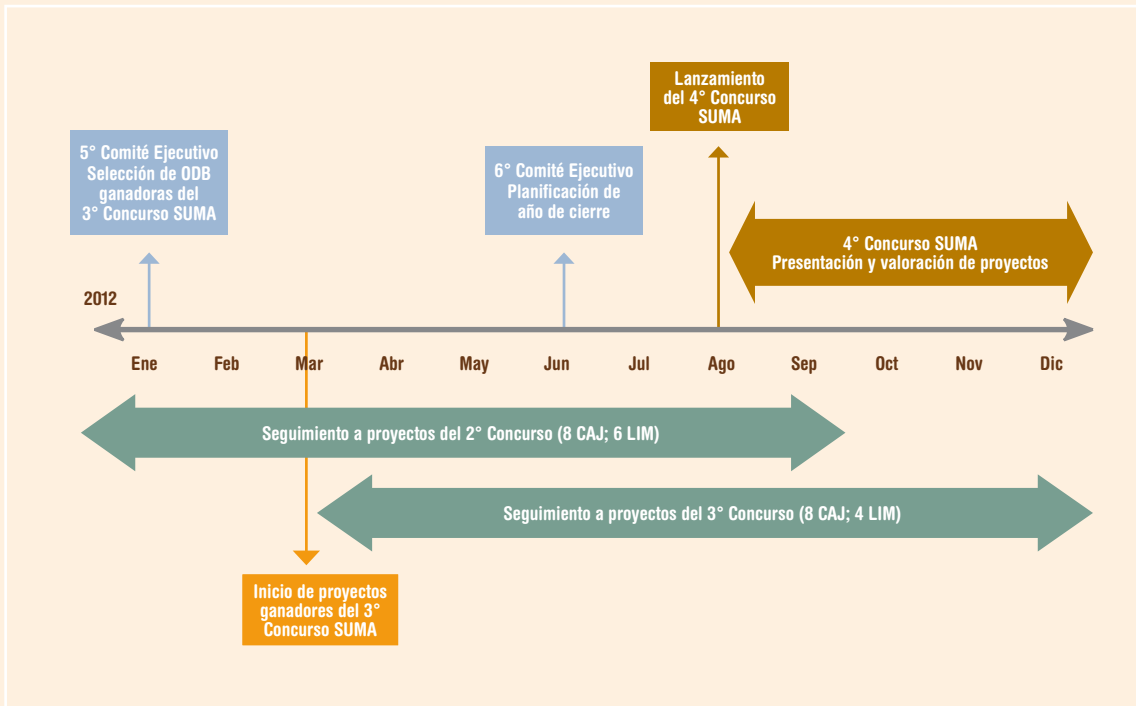 Lanzamiento
del 4° Concurso
SUMA
5° Comité Ejecutivo
Selección de ODB
ganadoras del
3° Concurso SUMA
6° Comité Ejecutivo
Planificación de
año de cierre
4° Concurso SUMA
Presentación y valoración de proyectos
2012
Ene Feb Mar Abr May Jun Jul Ago Sep Oct Nov Dic
Seguimiento a proyectos del 2° Concurso (8 CAJ; 6 LIM)
Seguimiento a proyectos del 3° Concurso (8 CAJ; 4 LIM)
Inicio de proyectos
ganadores del 3°
Concurso SUMA